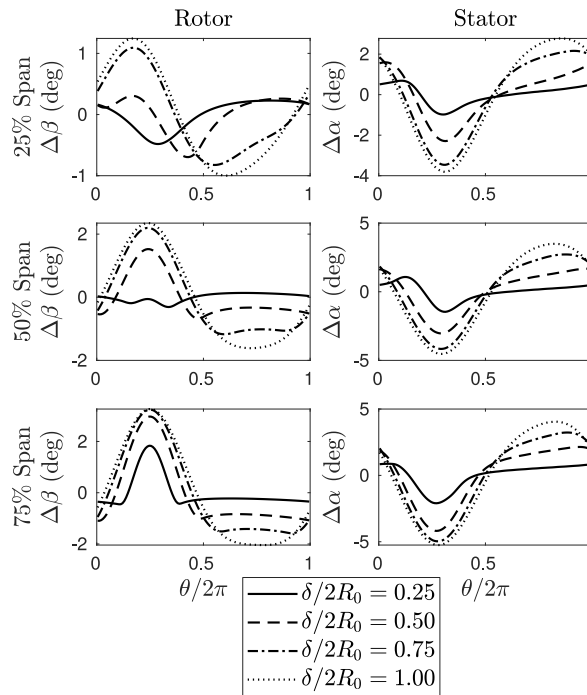 Rotor
Stator
25% Span
Δβ (deg)
1
0
-1
0
0.5
1
Δα (deg)
2
0
-2
-4
0
0.5
50% Span
Δβ (deg)
2
0
-2
0
0.5
1
Δα (deg)
5
0
-5
0
0.5
75% Span
Δβ (deg)
2
0
-2
0
0.5
1
θ/2π
Δα (deg)
5
0
-5
0
0.5
θ/2π
δ/2R₀ = 0.25
δ/2R₀ = 0.50
δ/2R₀ = 0.75
δ/2R₀ = 1.00